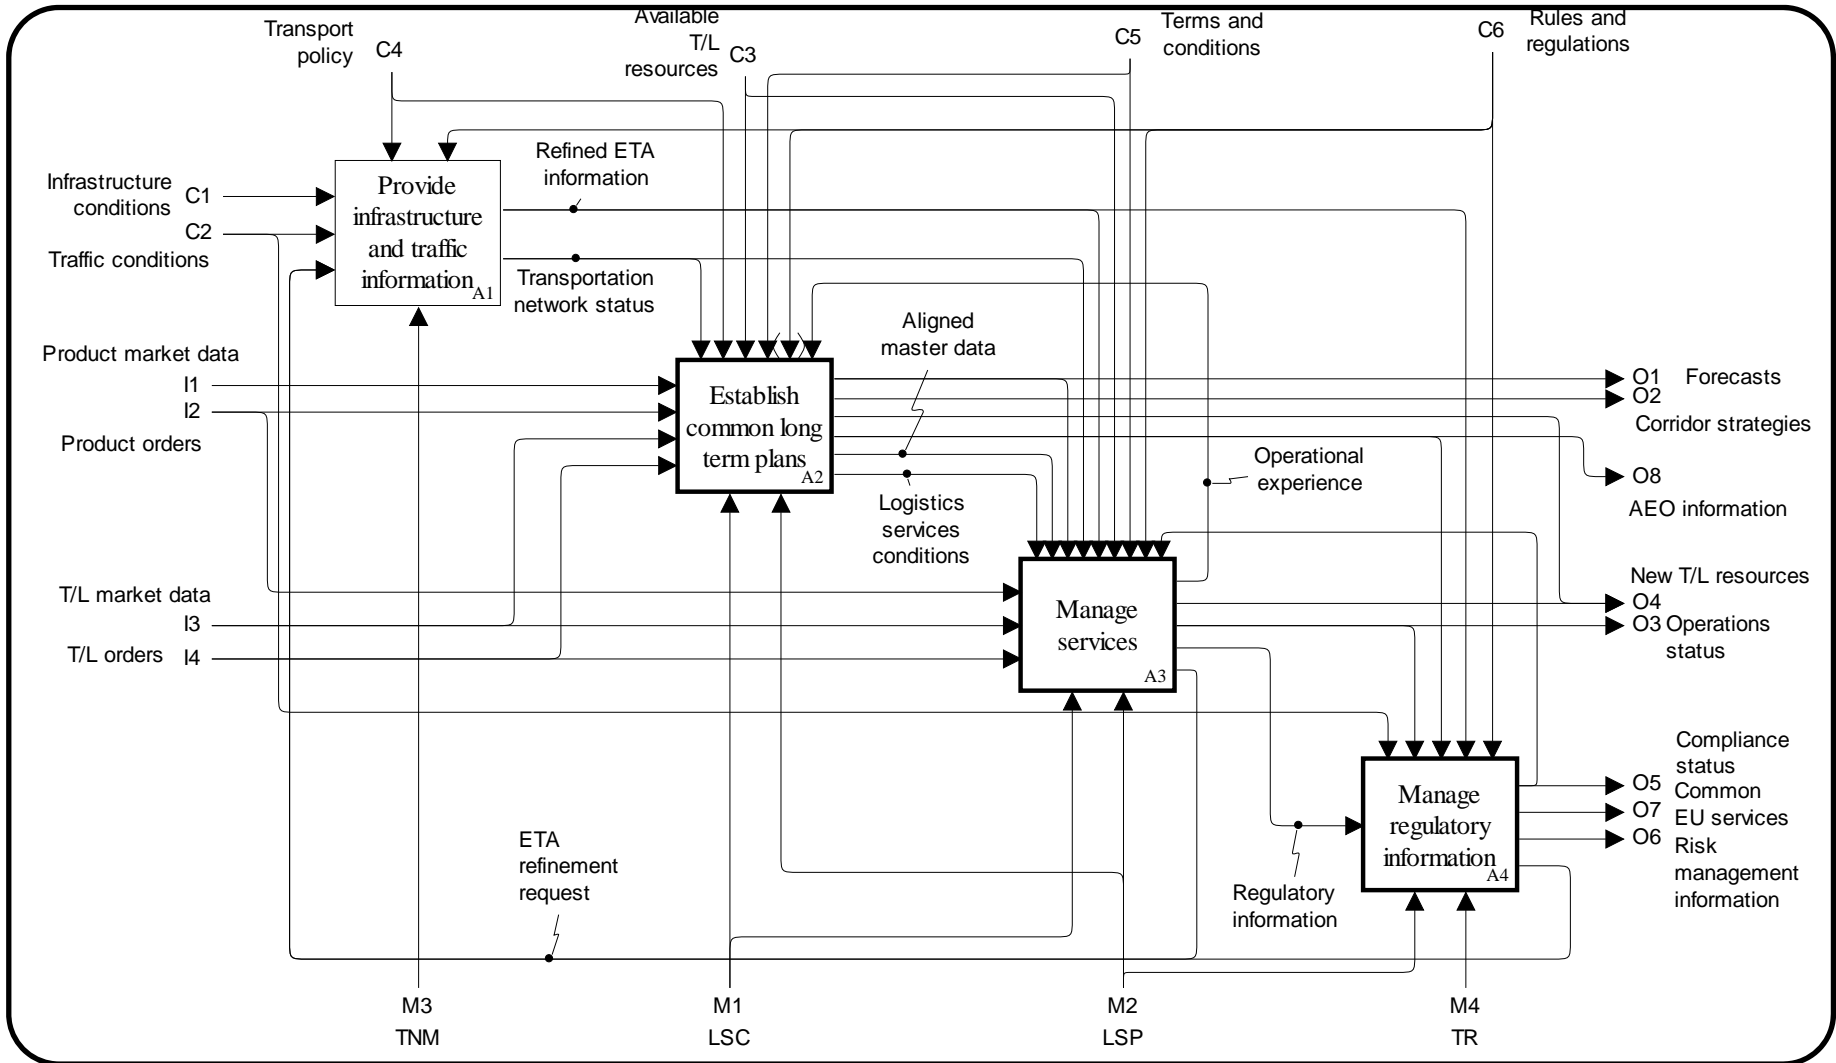 Transport
policy
C4
Available
T/L
resources
C3
C5
Terms and
conditions
C6
Rules and
regulations
Infrastructure
conditions
C1
C2
Traffic conditions
Provide
infrastructure
and traffic
information
A1
Refined ETA
information
Transportation
network status
Product market data
I1
I2
Product orders
Establish
common long
term plans
A2
Aligned
master data
Logistics
services
conditions
Operational
experience
O1 Forecasts
O2
Corridor strategies
O8
AEO information
T/L market data
I3
T/L orders I4
Manage
services
A3
New T/L resources
O4
O3 Operations
status
Manage
regulatory
information
A4
Compliance
status
O5 Common
O7 EU services
O6 Risk
management
information
ETA
refinement
request
Regulatory
information
M3
TNM
M1
LSC
M2
LSP
M4
TR